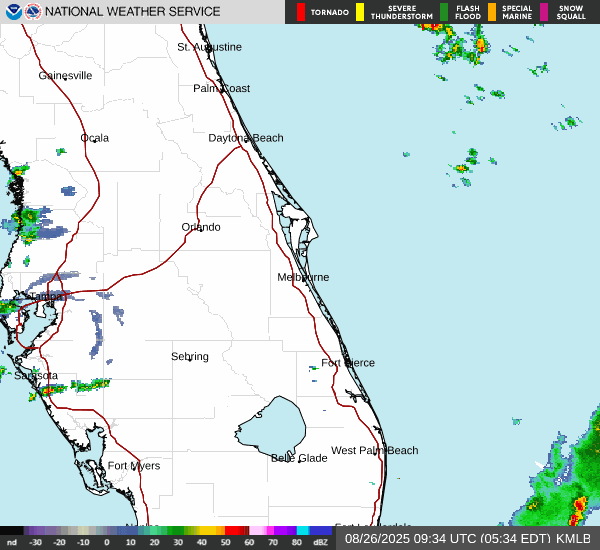 NATIONAL WEATHER SERVICE
TORNADO
SEVERE
THUNDERSTORM
FLASH
FLOOD
SPECIAL
MARINE
SNOW
SQUALL
St. Augustine
Gainesville
Palm Coast
Ocala
Daytona Beach
Orlando
Melbourne
Tampa
Sebring
Fort Pierce
Sarasota
West Palm Beach
Belle Glade
Fort Myers
nd -30 -20 -10 0 10 20 30 40 50 60 70 80 dBZ
08/26/2025 09:34 UTC (05:34 EDT) KMLB